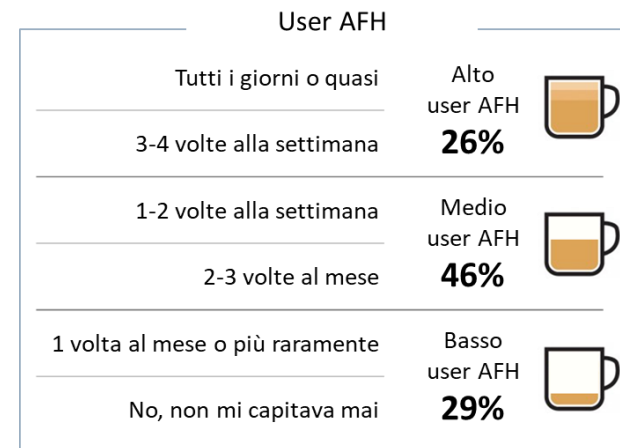 User AFH
Tutti i giorni o quasi
3-4 volte alla settimana
Alto
user AFH
26%
1-2 volte alla settimana
2-3 volte al mese
Medio
user AFH
46%
1 volta al mese o più raramente
No, non mi capitava mai
Basso
user AFH
29%